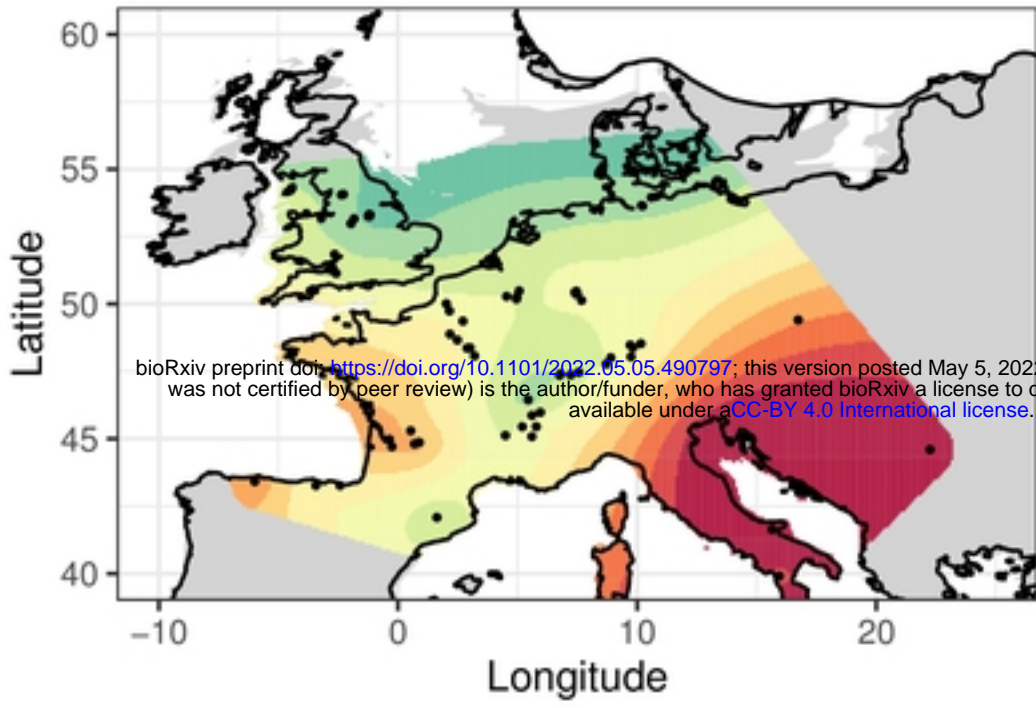 60
55
50
45
40
Latitude
bioRxiv preprint doi: https://doi.org/10.1101/2022.05.05.490797; this version posted May 5, 202
was not certified by peer review) is the author/funder, who has granted bioRxiv a license to
available under aCC-BY 4.0 International license.
−10 0 10 20
Longitude